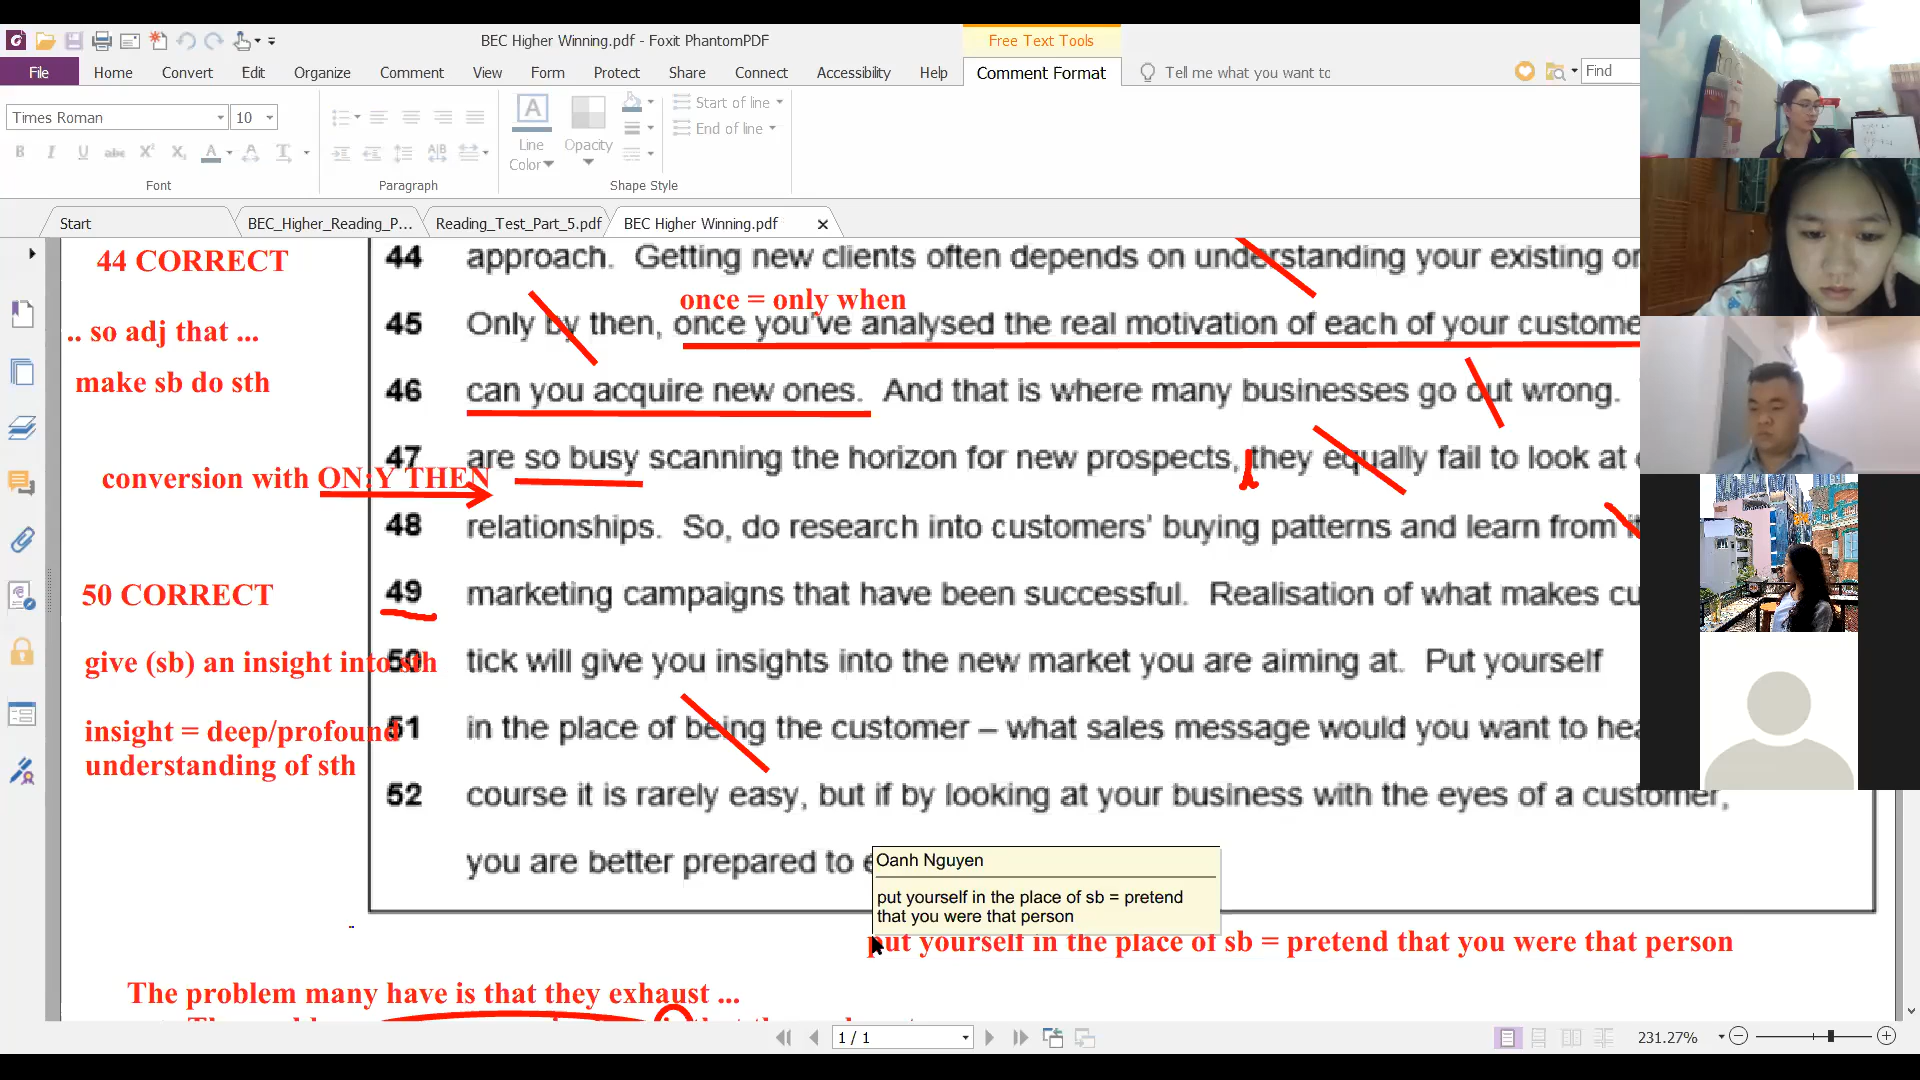 BEC Higher Winning.pdf - Foxit PhantomPDF
Free Text Tools
File Home Convert Edit Organize Comment View Form Protect Share Connect Accessibility Help Comment Format Tell me what you want to Find
Times Roman 10
Start of line
End of line
Line Color
Opacity
Font Paragraph Shape Style
Start BEC_Higher_Reading_P... Reading_Test_Part_5.pdf BEC Higher Winning.pdf
44 CORRECT
44 approach. Getting new clients often depends on understanding your existing
once = only when
45 Only by then, once you've analysed the real motivation of each of your
.. so adj that ...
make sb do sth
46 can you acquire new ones. And that is where many businesses go out wrong.
47 are so busy scanning the horizon for new prospects, they equally fail to look at
conversion with ON:Y THEN
48 relationships. So, do research into customers' buying patterns and learn from
50 CORRECT
49 marketing campaigns that have been successful. Realisation of what makes
give (sb) an insight into sth
50 tick will give you insights into the new market you are aiming at. Put yourself
insight = deep/profound
understanding of sth
51 in the place of being the customer – what sales message would you want to
52 course it is rarely easy, but if by looking at your business with the eyes of a customer,
you are better prepared to
Oanh Nguyen
put yourself in the place of sb = pretend
that you were that person
put yourself in the place of sb = pretend that you were that person
The problem many have is that they exhaust ...
1 / 1
231.27%